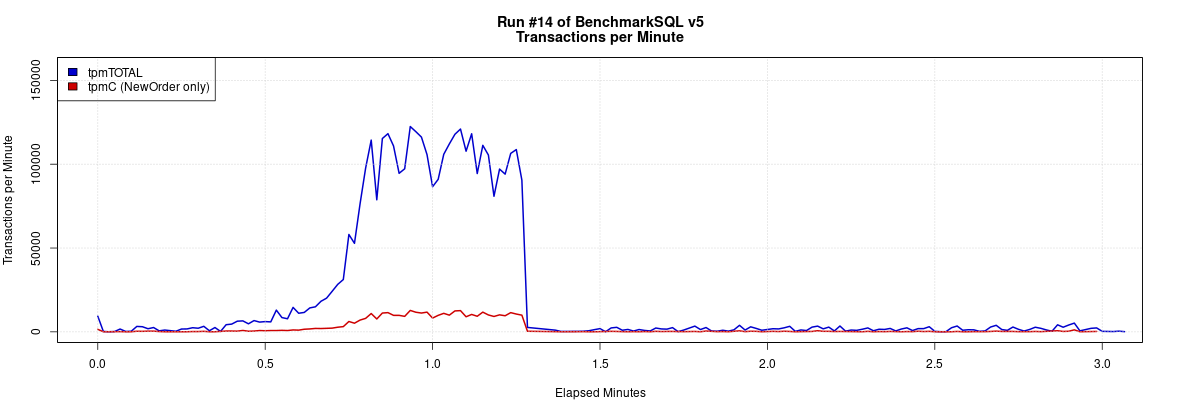 Run #14 of BenchmarkSQL v5
Transactions per Minute
tpmTOTAL
tpmC (NewOrder only)
Transactions per Minute
150000
100000
50000
0
0.0 0.5 1.0 1.5 2.0 2.5 3.0
Elapsed Minutes